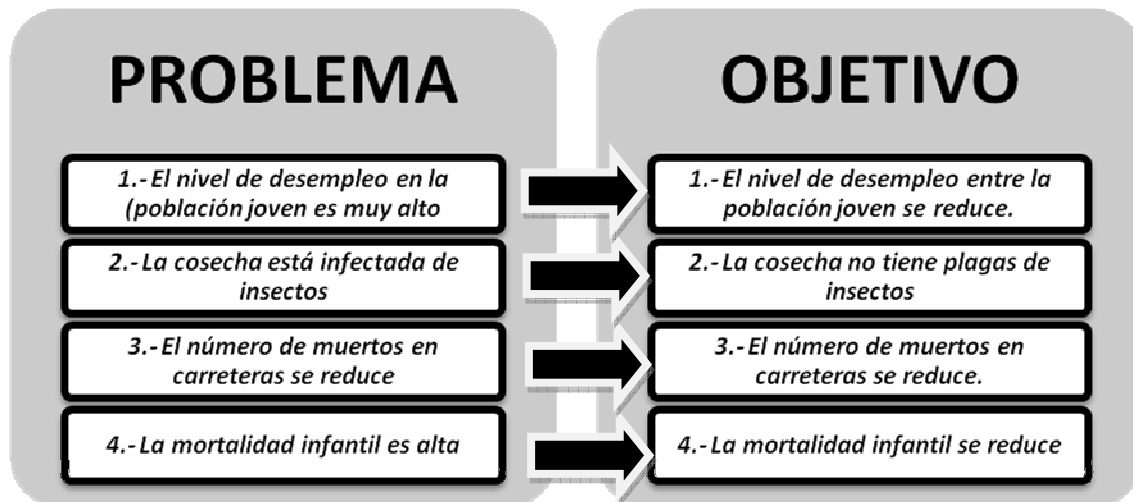 PROBLEMA
1.- El nivel de desempleo en la
(población joven es muy alto
2.- La cosecha está infectada de
insectos
3.- El número de muertos en
carreteras se reduce
4.- La mortalidad infantil es alta
OBJETIVO
1.- El nivel de desempleo entre la
población joven se reduce.
2.- La cosecha no tiene plagas de
insectos
3.- El número de muertos en
carreteras se reduce.
4.- La mortalidad infantil se reduce